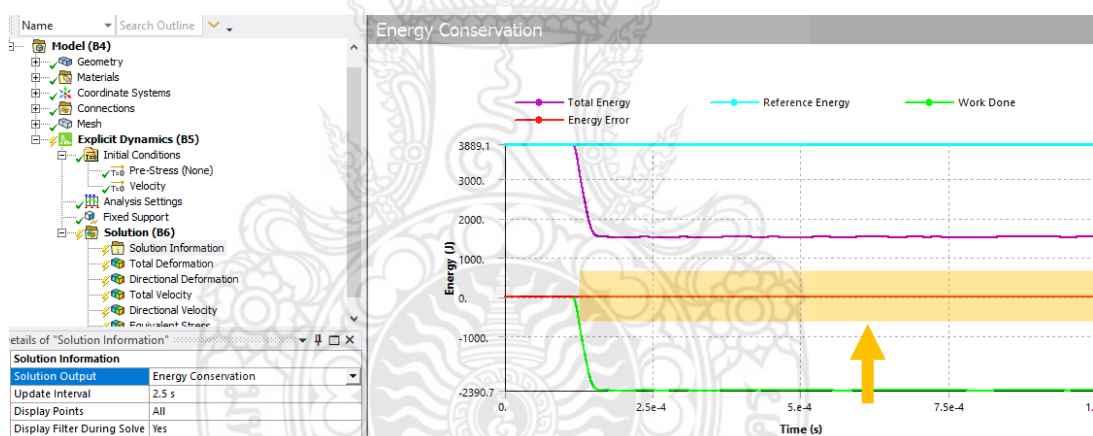 Name Search Outline
Model (B4)
Geometry
Materials
Coordinate Systems
Connections
Mesh
Explicit Dynamics (B5)
Initial Conditions
T=0 Pre-Stress (None)
T=0 Velocity
Analysis Settings
Fixed Support
Solution (B6)
Solution Information
Total Deformation
Directional Deformation
Total Velocity
Directional Velocity
Equivalent Stress
etails of "Solution Information"
Solution Information
Solution Output Energy Conservation
Update Interval 2.5 s
Display Points All
Display Filter During Solve Yes
Energy Conservation
Total Energy Reference Energy Work Done
Energy Error
Energy (J)
3889.1
3000.
2000.
1000.
0.
-1000.
-2390.7
0. 2.5e-4 5.e-4 7.5e-4 1.
Time (s)